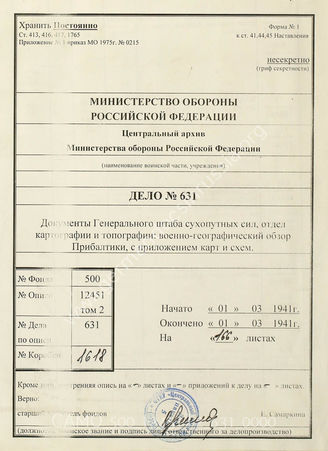 Хранить Постоянно
Ст. 413, 416, 417, 1765
Приложение № 1 приказ МО 1975г. № 0215
Форма № 1
к ст. 41,44,45 Наставления
несекретно
(гриф секретности)
МИНИСТЕРСТВО ОБОРОНЫ
РОССИЙСКОЙ ФЕДЕРАЦИИ
Центральный архив
Министерства обороны Российской Федерации
(наименование воинской части, учреждения)
ДЕЛО № 631
Документы Генерального штаба сухопутных сил, отдел
картографии и топографии: военно-географический обзор
Прибалтики, с приложением карт и схем.
№ Фонда 500
№ Описи 12451
том 2
№ Дела 631
по описи
№ Коробки 1618
Начато « 01 » 03 1941г.
Окончено « 01 » 03 1941г.
На «166» листах
Кроме того, внутренняя опись на «-» листах и «-» приложений к делу на «-» листах.
Верно:
фондов Е. Самаркина
(должность, воинское звание и подпись ответственного за делопроизводство)